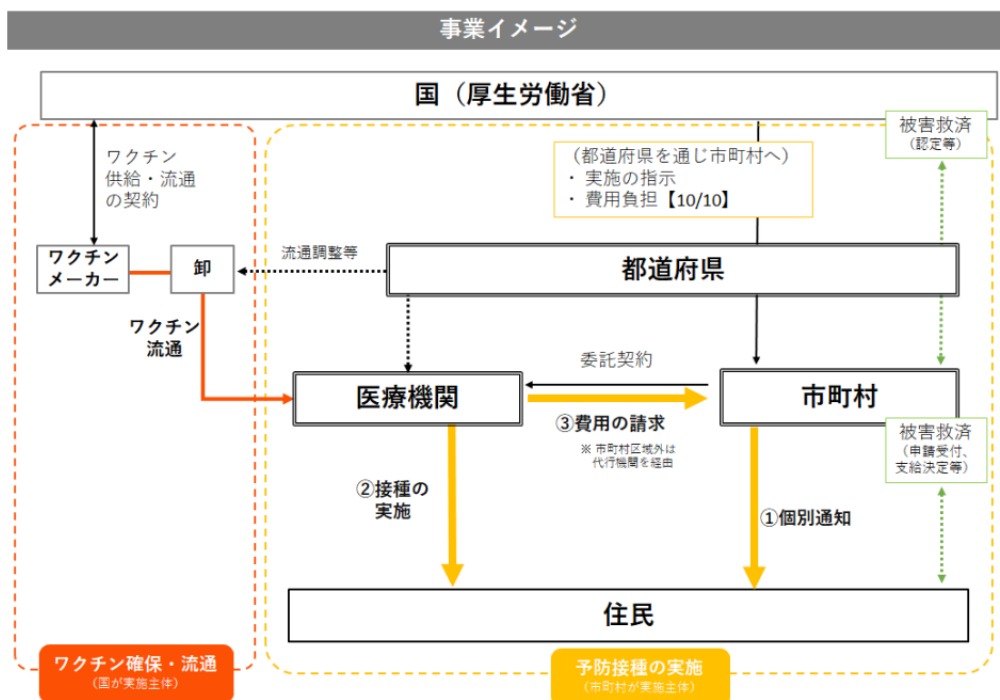 事業イメージ
国（厚生労働省）
被害救済
（認定等）
ワクチン
供給・流通
の契約
（都道府県を通じ市町村へ）
・ 実施の指示
・ 費用負担【10/10】
ワクチン
メーカー
卸
流通調整等
都道府県
ワクチン
流通
委託契約
医療機関
市町村
③費用の請求
※ 市町村区域外は
代行機関を経由
被害救済
（申請受付、
支給決定等）
②接種の
実施
①個別通知
住民
ワクチン確保・流通
（国が実施主体）
予防接種の実施
（市町村が実施主体）